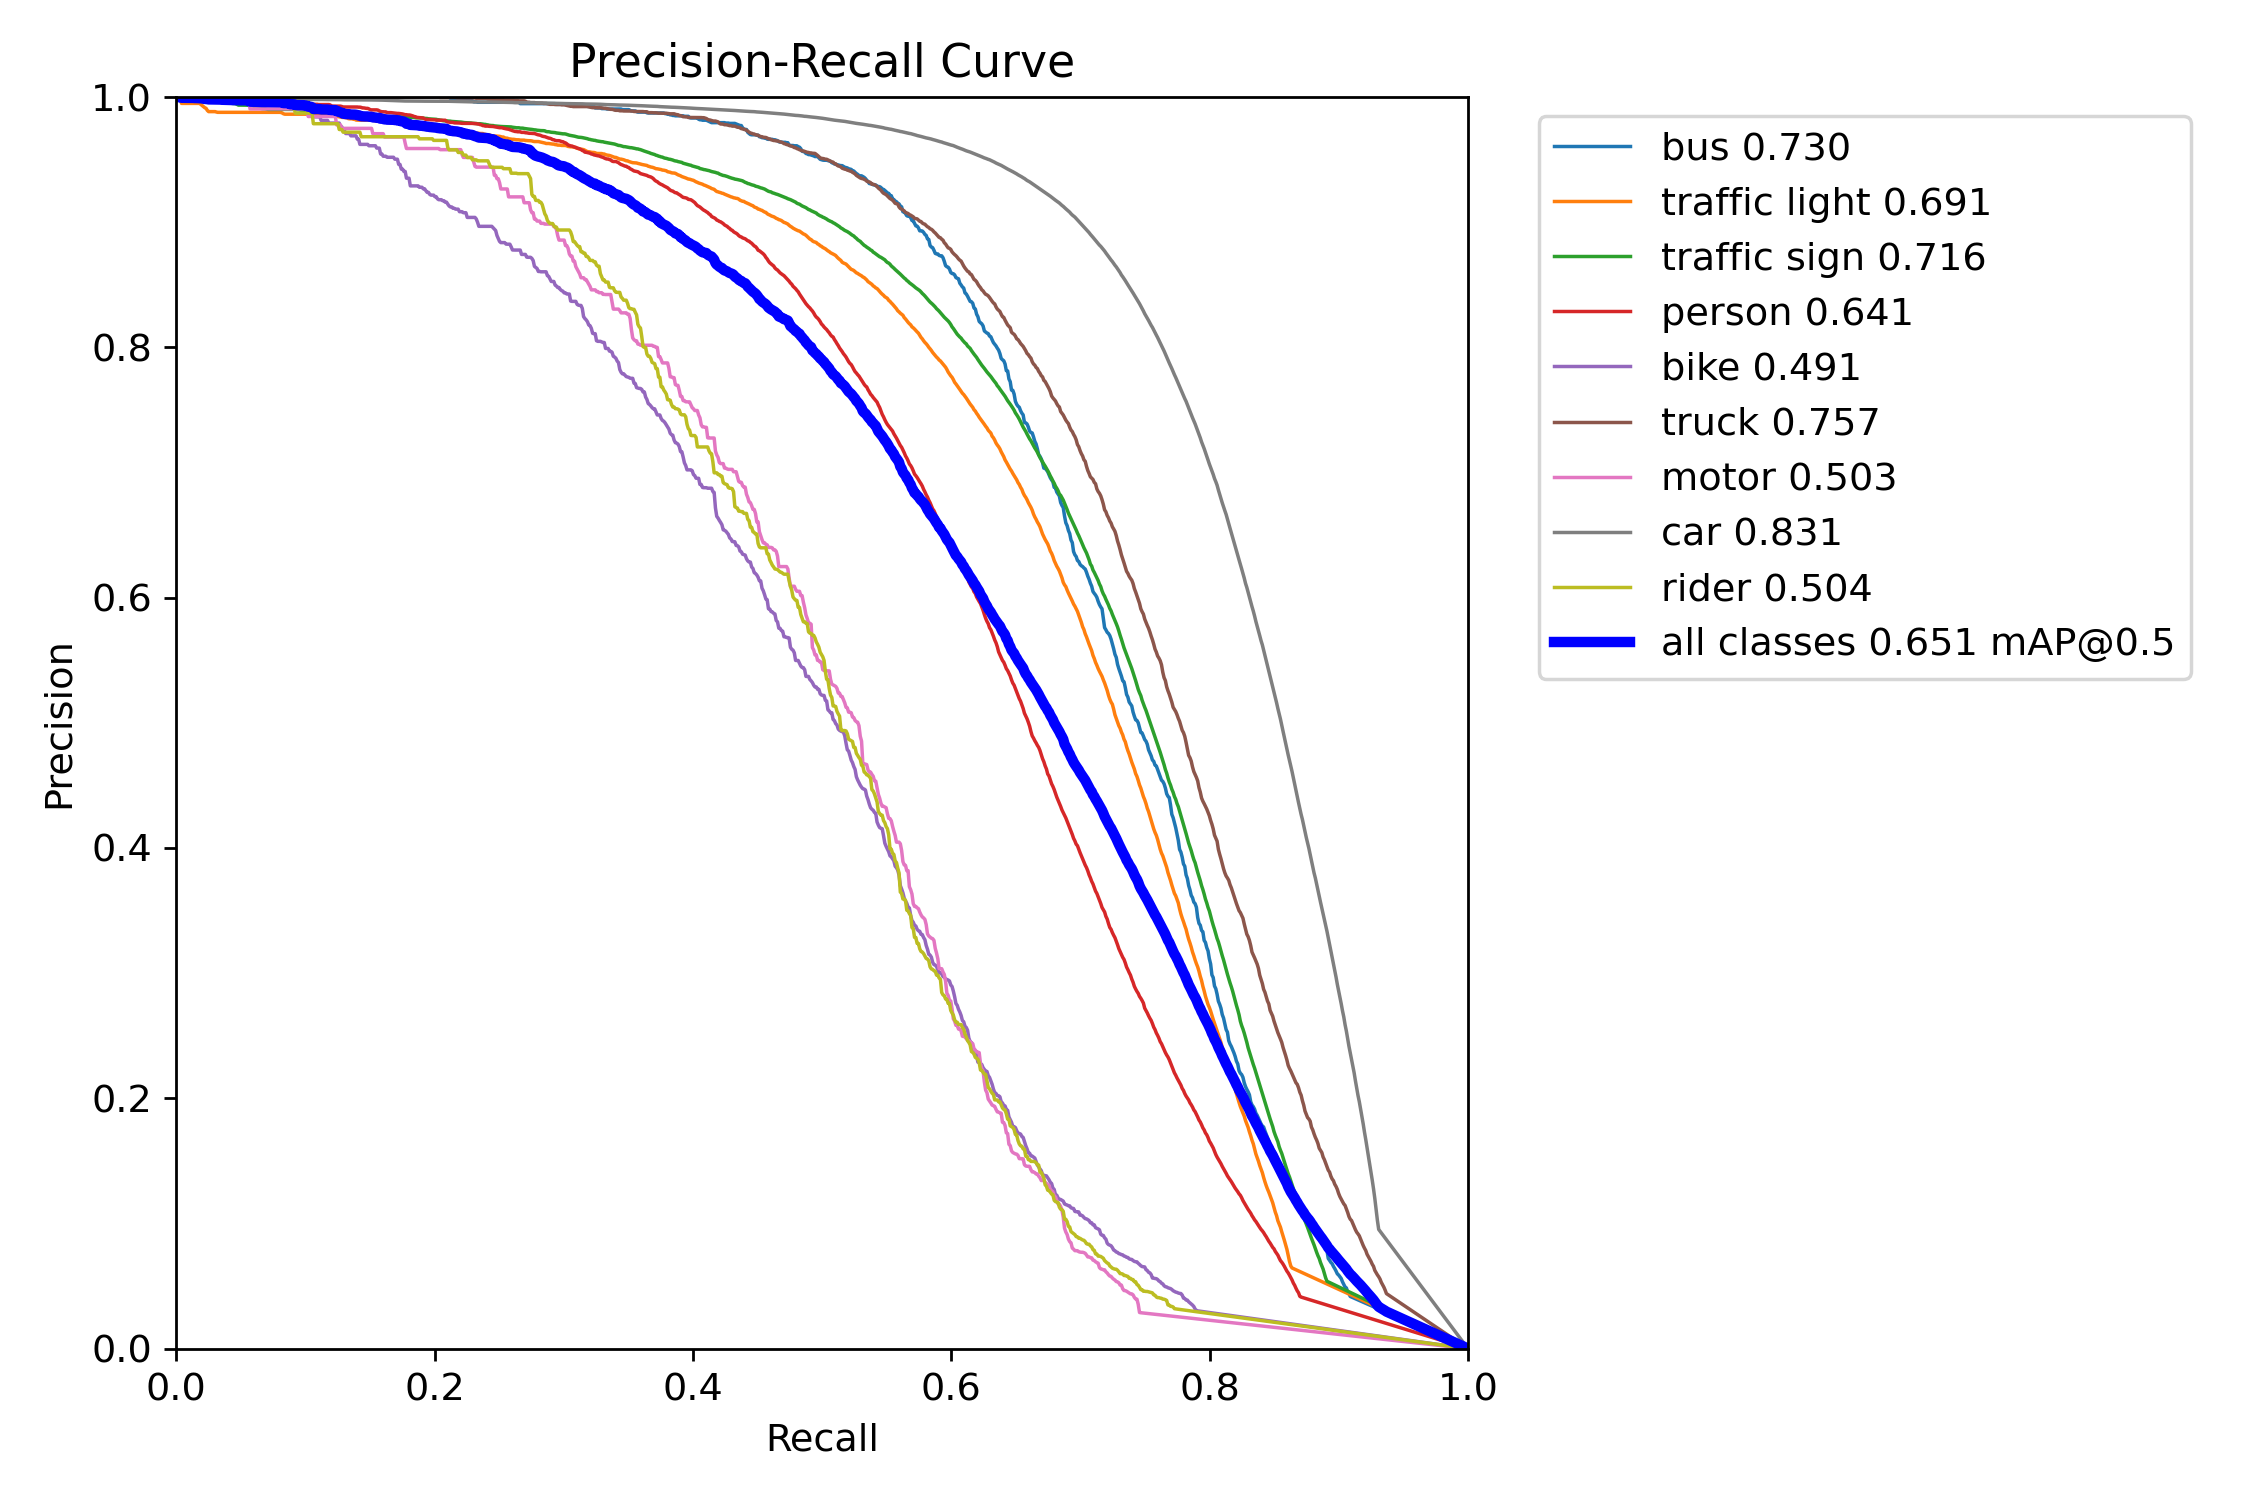 Precision-Recall Curve
1.0
0.8
0.6
0.4
0.2
0.0
Precision
0.0 0.2 0.4 0.6 0.8 1.0
Recall
bus 0.730
traffic light 0.691
traffic sign 0.716
person 0.641
bike 0.491
truck 0.757
motor 0.503
car 0.831
rider 0.504
all classes 0.651 mAP@0.5